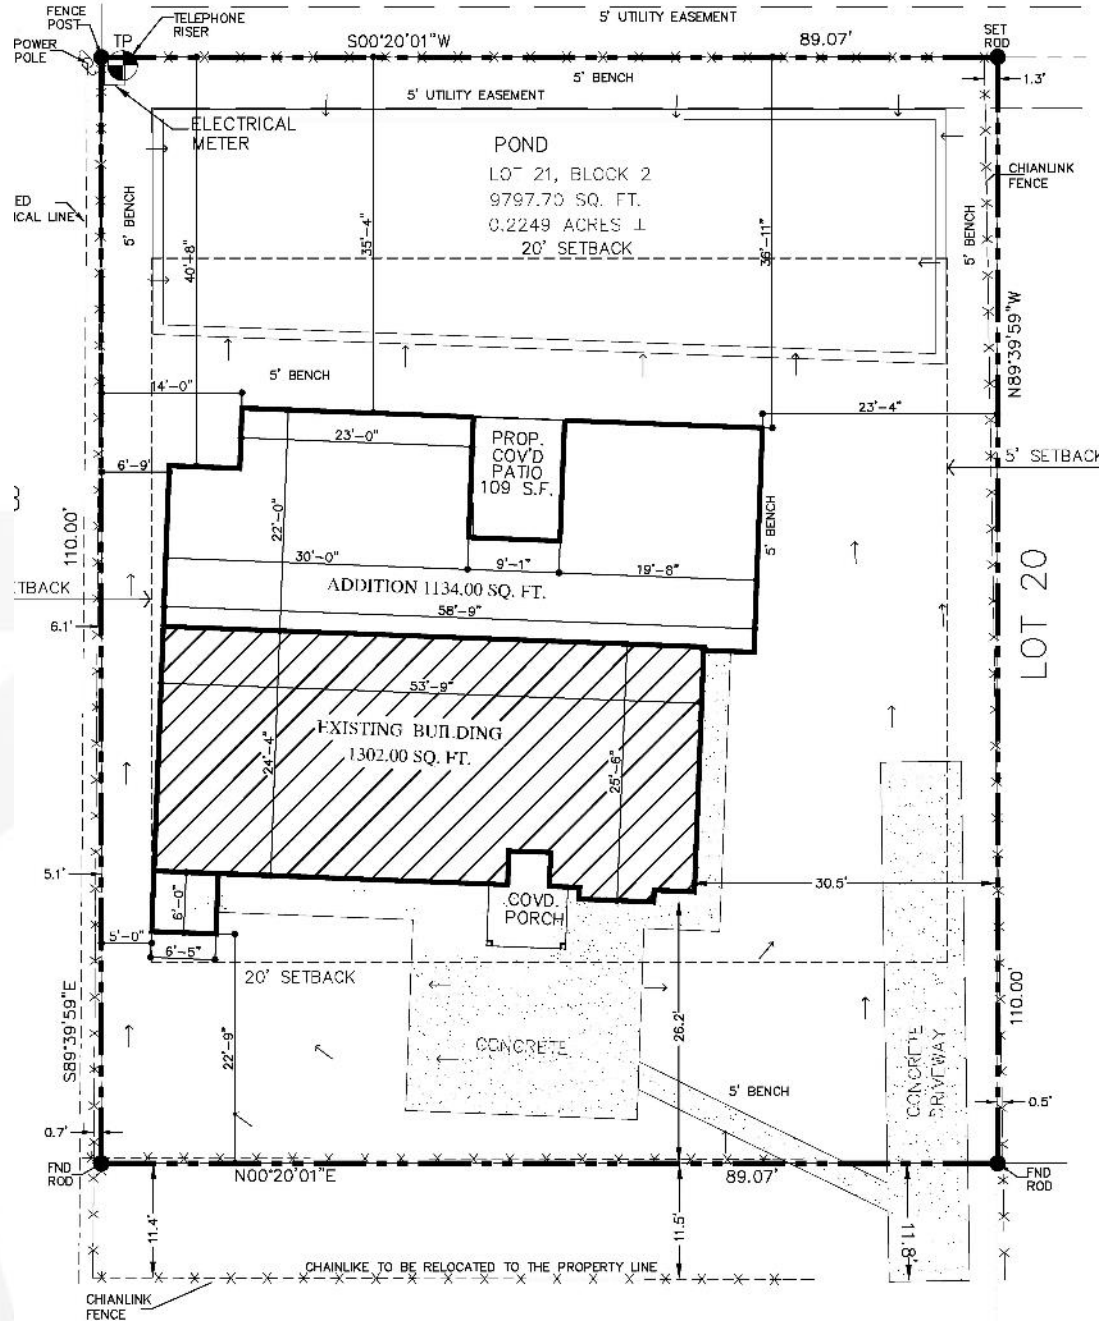 FENCE
POST
TELEPHONE
RISER
TP
POWER
POLE
5' UTILITY EASEMENT
S00°20'01"W
89.07'
SET
ROD
5' BENCH
1.3'
5' UTILITY EASEMENT
ELECTRICAL
METER
POND
LOT 21, BLOCK 2
9797.70 SQ. FT.
0.2249 ACRES ±
20' SETBACK
CHIANLINK
FENCE
ED
ICAL LINE
5' BENCH
40'-8"
35'-4"
36'-11"
5' BENCH
N89°39'59"W
5' BENCH
14'-0"
23'-4"
6'-9"
23'-0"
PROP.
COV'D
PATIO
109 S.F.
5' SETBACK
22'-0"
5' BENCH
110.00'
30'-0"
9'-1"
19'-8"
ADDITION 1134.00 SQ. FT.
58'-9"
TBACK
6.1'
LOT 20
53'-9"
EXISTING BUILDING
1302.00 SQ. FT.
24'-4"
25'-6"
5.1'
30.5'
6'-0"
COVD.
PORCH
5'-0"
6'-5"
20' SETBACK
S89°39'59"E
22'-9"
26.2'
110.00'
CONCRETE
CONCRETE
DRIVEWAY
5' BENCH
0.5'
0.7'
FND
ROD
N00°20'01"E
89.07'
FND
ROD
11.4'
11.5'
11.8'
CHAINLIKE TO BE RELOCATED TO THE PROPERTY LINE
CHIANLINK
FENCE